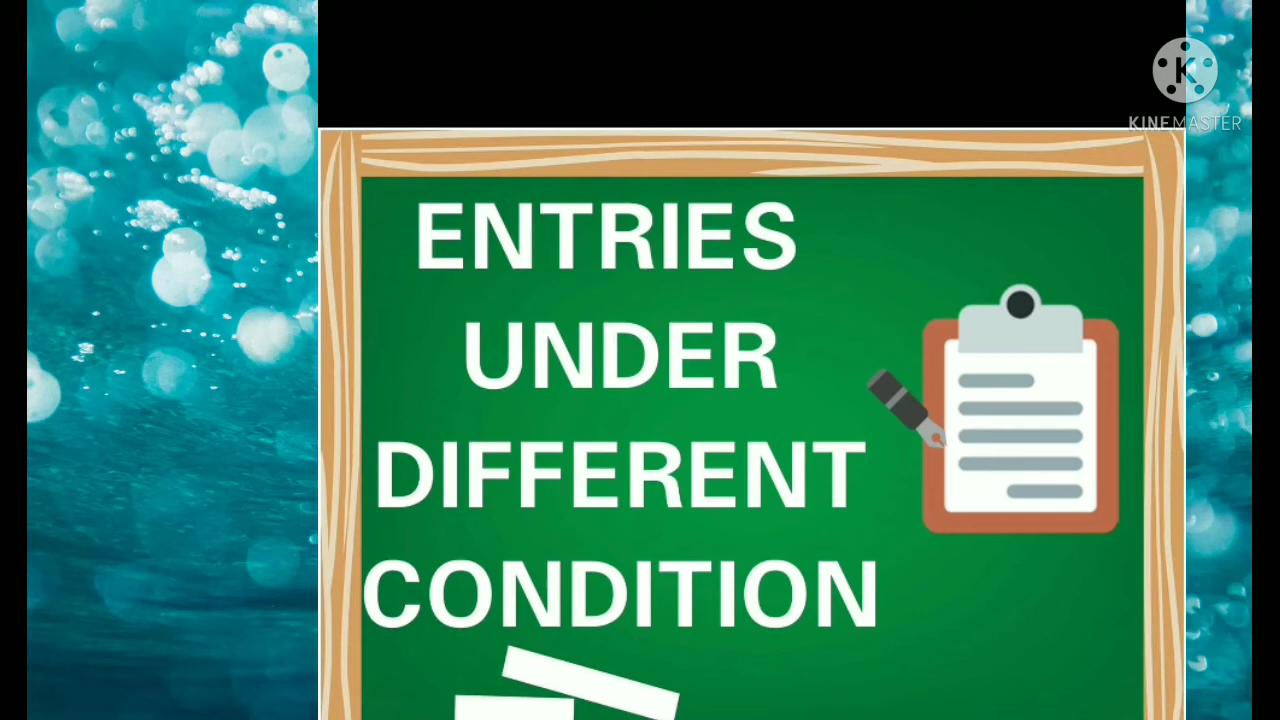 K
KINEMASTER
ENTRIES
UNDER
DIFFERENT
CONDITION